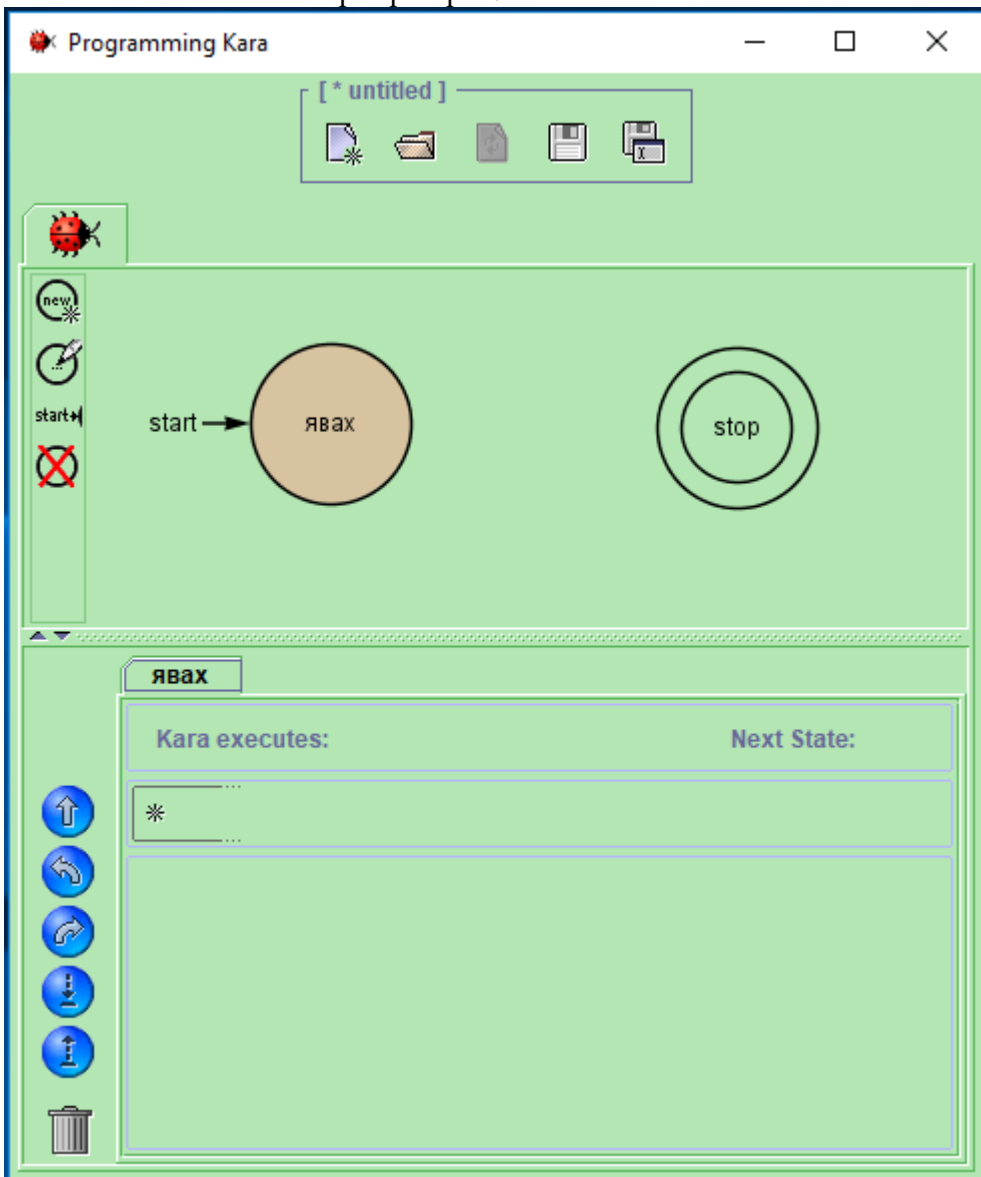 Programming Kara
[ * untitled ]
new
start
start
явах
stop
явах
Kara executes:
Next State: